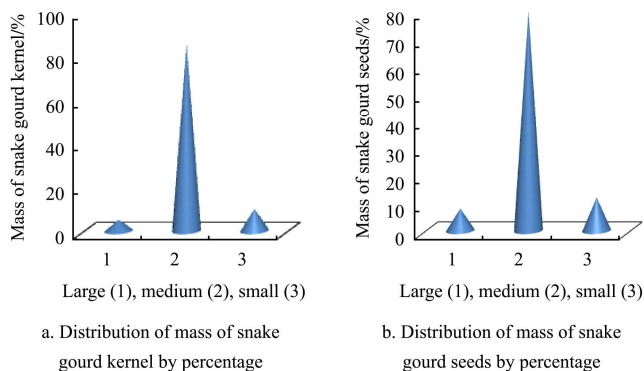 Mass of snake gourd kernel/%
100
80
60
40
20
0
1 2 3
Large (1), medium (2), small (3)
a. Distribution of mass of snake
gourd kernel by percentage
Mass of snake gourd seeds/%
80
70
60
50
40
30
20
10
0
1 2 3
Large (1), medium (2), small (3)
b. Distribution of mass of snake
gourd seeds by percentage